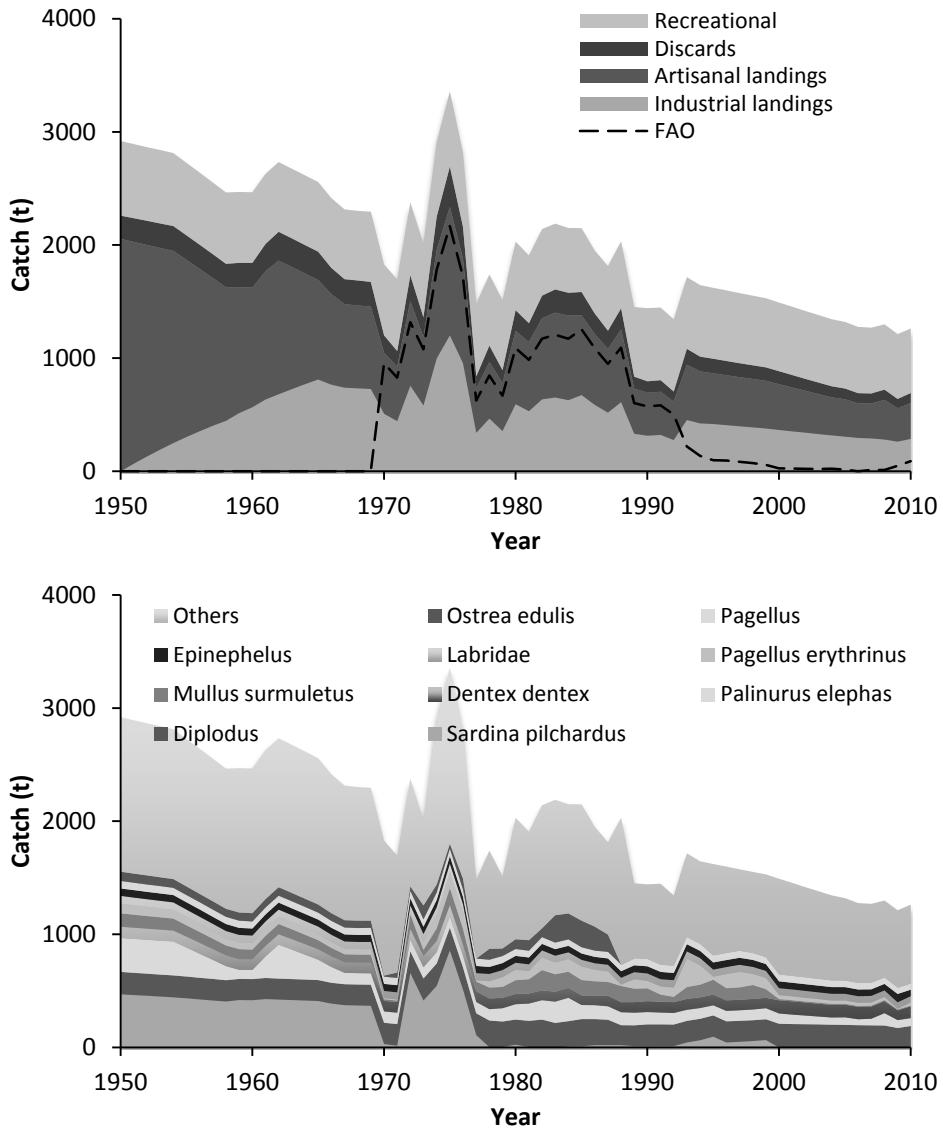 4000
3000
2000
1000
0
Catch (t)
Recreational
Discards
Artisanal landings
Industrial landings
FAO
1950 1960 1970 1980 1990 2000 2010
Year
4000
3000
2000
1000
0
Catch (t)
Others Ostrea edulis Pagellus
Epinephelus Labridae Pagellus erythrinus
Mullus surmuletus Dentex dentex Palinurus elephas
Diplodus Sardina pilchardus
1950 1960 1970 1980 1990 2000 2010
Year